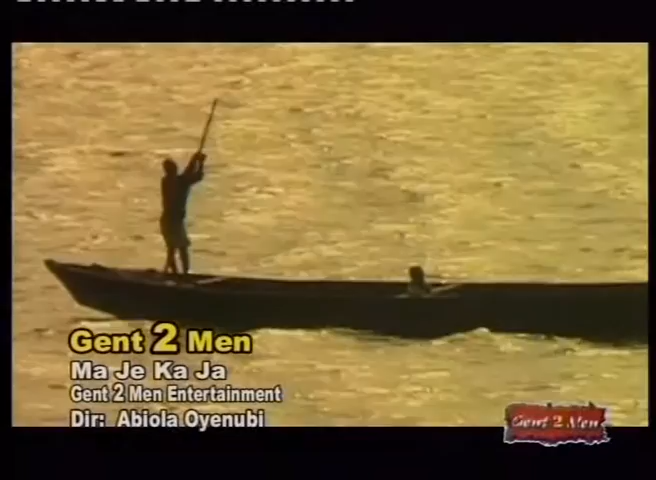 Gent 2 Men
Ma Je Ka Ja
Gent 2 Men Entertainment
Dir: Abiola Oyenubi
Gent 2 Men